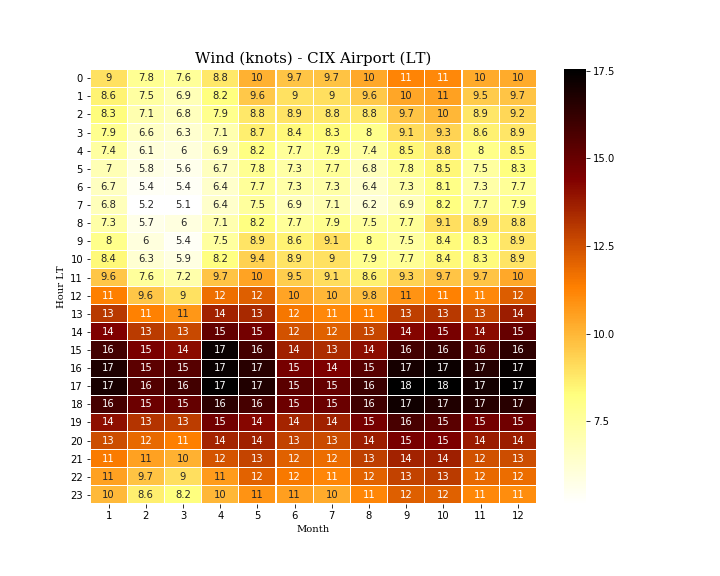 Wind (knots) - CIX Airport (LT)
0 9 7.8 7.6 8.8 10 9.7 9.7 10 11 11 10 10
1 8.6 7.5 6.9 8.2 9.6 9 9 9.6 10 11 9.5 9.7
2 8.3 7.1 6.8 7.9 8.8 8.9 8.8 8.8 9.7 10 8.9 9.2
3 7.9 6.6 6.3 7.1 8.7 8.4 8.3 8 9.1 9.3 8.6 8.9
4 7.4 6.1 6 6.9 8.2 7.7 7.9 7.4 8.5 8.8 8 8.5
5 7 5.8 5.6 6.7 7.8 7.3 7.7 6.8 7.8 8.5 7.5 8.3
6 6.7 5.4 5.4 6.4 7.7 7.3 7.3 6.4 7.3 8.1 7.3 7.7
7 6.8 5.2 5.1 6.4 7.5 6.9 7.1 6.2 6.9 8.2 7.7 7.9
8 7.3 5.7 6 7.1 8.2 7.7 7.9 7.5 7.7 9.1 8.9 8.8
9 8 6 5.4 7.5 8.9 8.6 9.1 8 7.5 8.4 8.3 8.9
10 8.4 6.3 5.9 8.2 9.4 8.9 9 7.9 7.7 8.4 8.3 8.9
11 9.6 7.6 7.2 9.7 10 9.5 9.1 8.6 9.3 9.7 9.7 10
12 11 9.6 9 12 12 10 10 9.8 11 11 11 12
13 13 11 11 14 13 12 11 11 13 13 13 14
14 14 13 13 15 15 12 12 13 14 15 14 15
15 16 15 14 17 16 14 13 14 16 16 16 16
16 17 15 15 17 17 15 14 15 17 17 17 17
17 17 16 16 17 17 15 15 16 18 18 17 17
18 16 15 15 16 16 15 15 16 17 17 17 17
19 14 13 13 15 14 14 14 15 16 15 15 15
20 13 12 11 14 14 13 13 14 15 15 14 14
21 11 11 10 12 13 12 12 13 14 14 12 13
22 11 9.7 9 11 12 12 11 12 13 13 12 12
23 10 8.6 8.2 10 11 11 10 11 12 12 11 11
1 2 3 4 5 6 7 8 9 10 11 12
Month
Hour LT
17.5
15.0
12.5
10.0
7.5